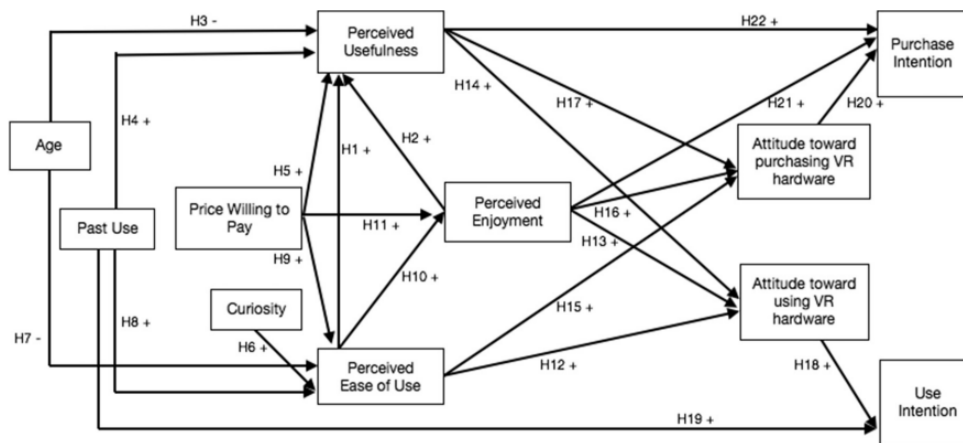 H3 -
H22 +
Perceived
Usefulness
Purchase
Intention
H14 +
H17 +
H21 +
H20 +
H4 +
H2 +
Age
H1 +
Attitude toward
purchasing VR
hardware
H5 +
Price Willing to
Pay
Perceived
Enjoyment
Past Use
H11 +
H16 +
H13 +
H9 +
H10 +
Attitude toward
using VR
hardware
Curiosity
H15 +
H7 -
H8 +
H6 +
Perceived
Ease of Use
H12 +
H18 +
Use
Intention
H19 +